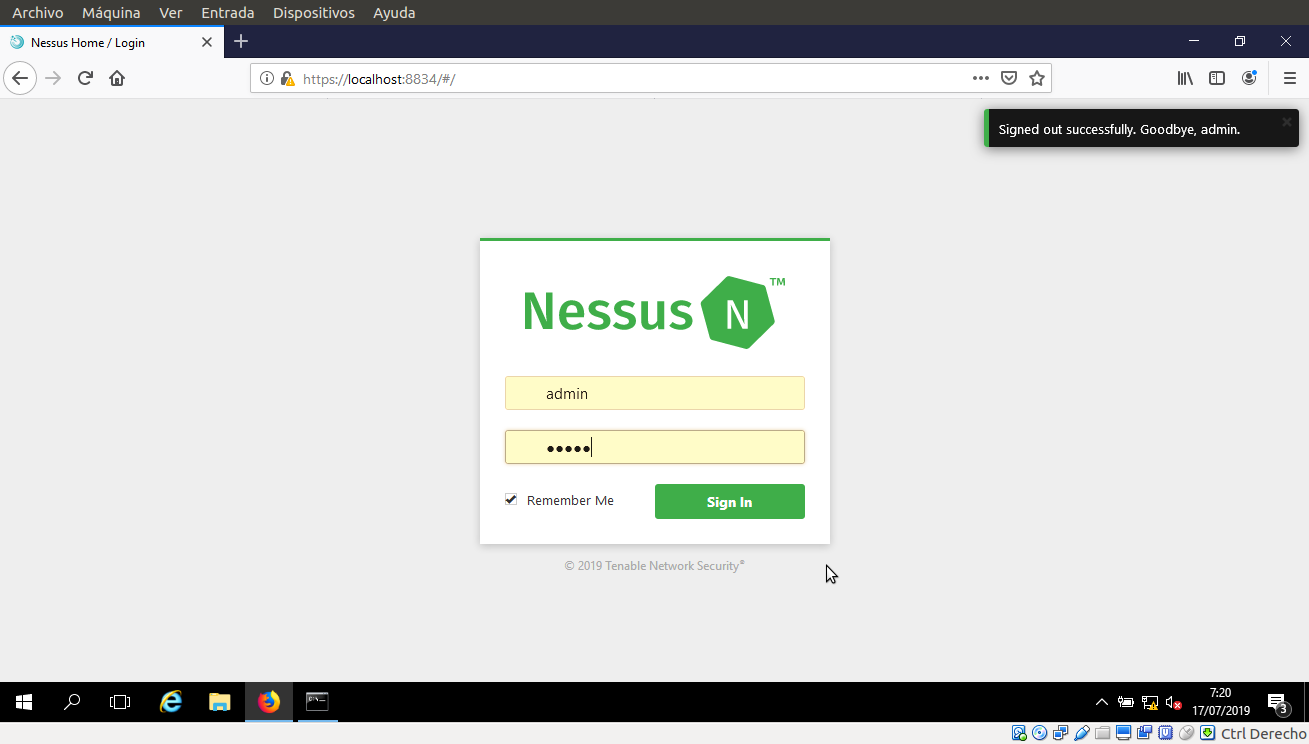 Archivo Máquina Ver Entrada Dispositivos Ayuda
Nessus Home / Login
https://localhost:8834/#/
Signed out successfully. Goodbye, admin.
Nessus N ™
admin
•••••
Remember Me
Sign In
© 2019 Tenable Network Security®
7:20
17/07/2019
3
Ctrl Derecho